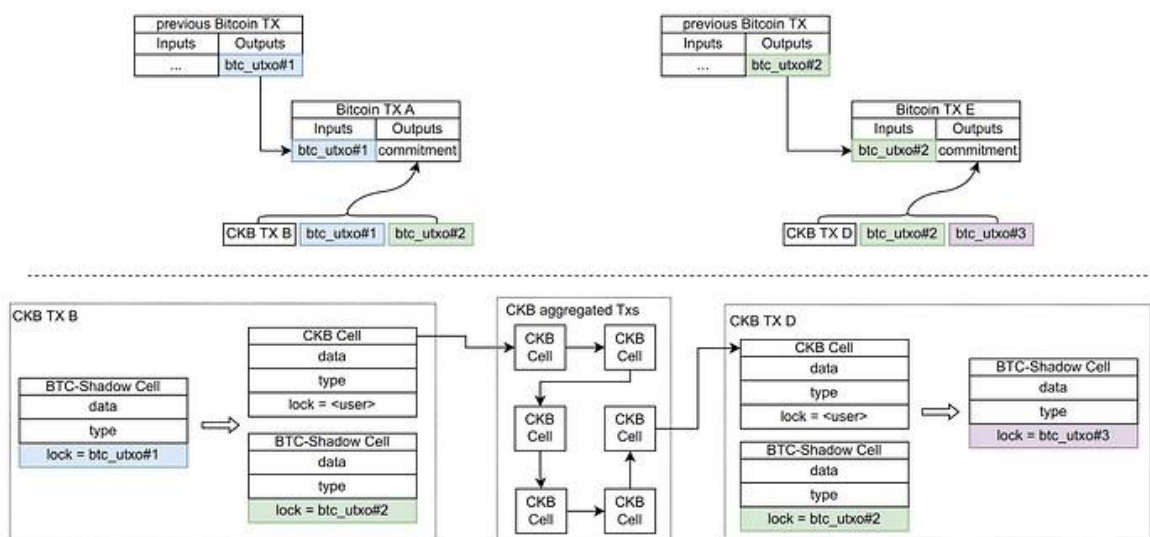 previous Bitcoin TX
Inputs Outputs
... btc_utxo#1
Bitcoin TX A
Inputs Outputs
btc_utxo#1 commitment
CKB TX B btc_utxo#1 btc_utxo#2
previous Bitcoin TX
Inputs Outputs
... btc_utxo#2
Bitcoin TX E
Inputs Outputs
btc_utxo#2 commitment
CKB TX D btc_utxo#2 btc_utxo#3
CKB TX B
BTC-Shadow Cell
data
type
lock = btc_utxo#1
CKB Cell
data
type
lock = <user>
BTC-Shadow Cell
data
type
lock = btc_utxo#2
CKB aggregated Txs
CKB
Cell
CKB
Cell
CKB
Cell
CKB
Cell
CKB
Cell
CKB
Cell
CKB TX D
CKB Cell
data
type
lock = <user>
BTC-Shadow Cell
data
type
lock = btc_utxo#2
BTC-Shadow Cell
data
type
lock = btc_utxo#3